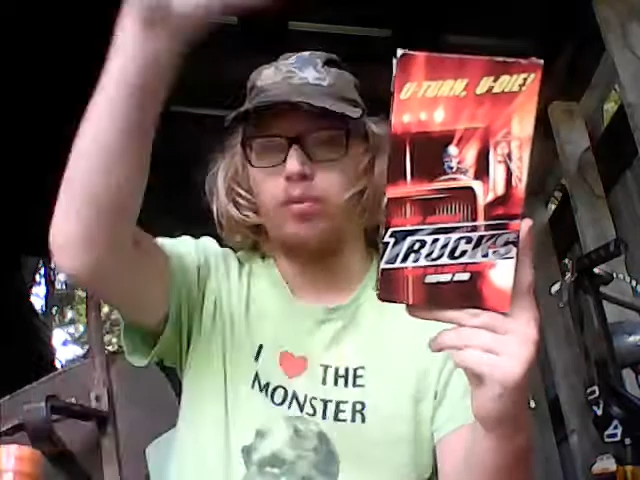 U-TURN, U-DIE!
TRUCKS
I ❤ THE
MONSTER